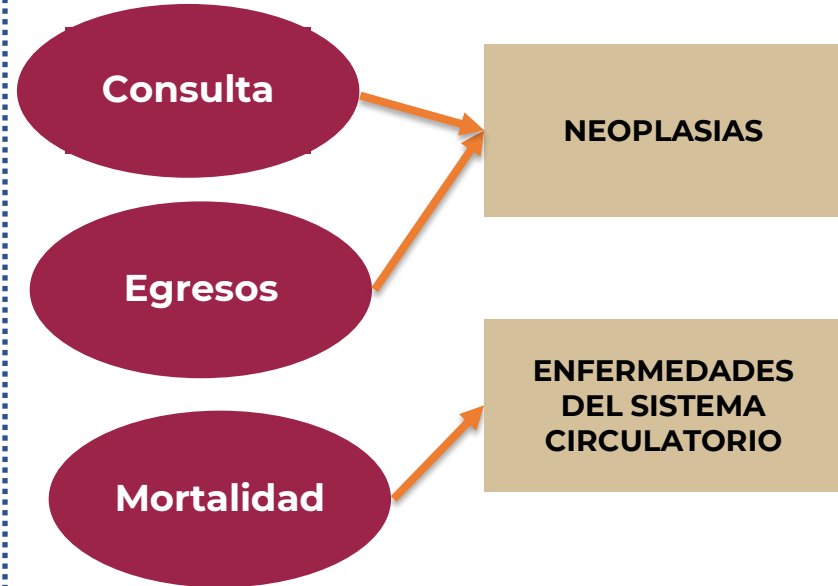 Consulta
NEOPLASIAS
Egresos
ENFERMEDADES
DEL SISTEMA
CIRCULATORIO
Mortalidad